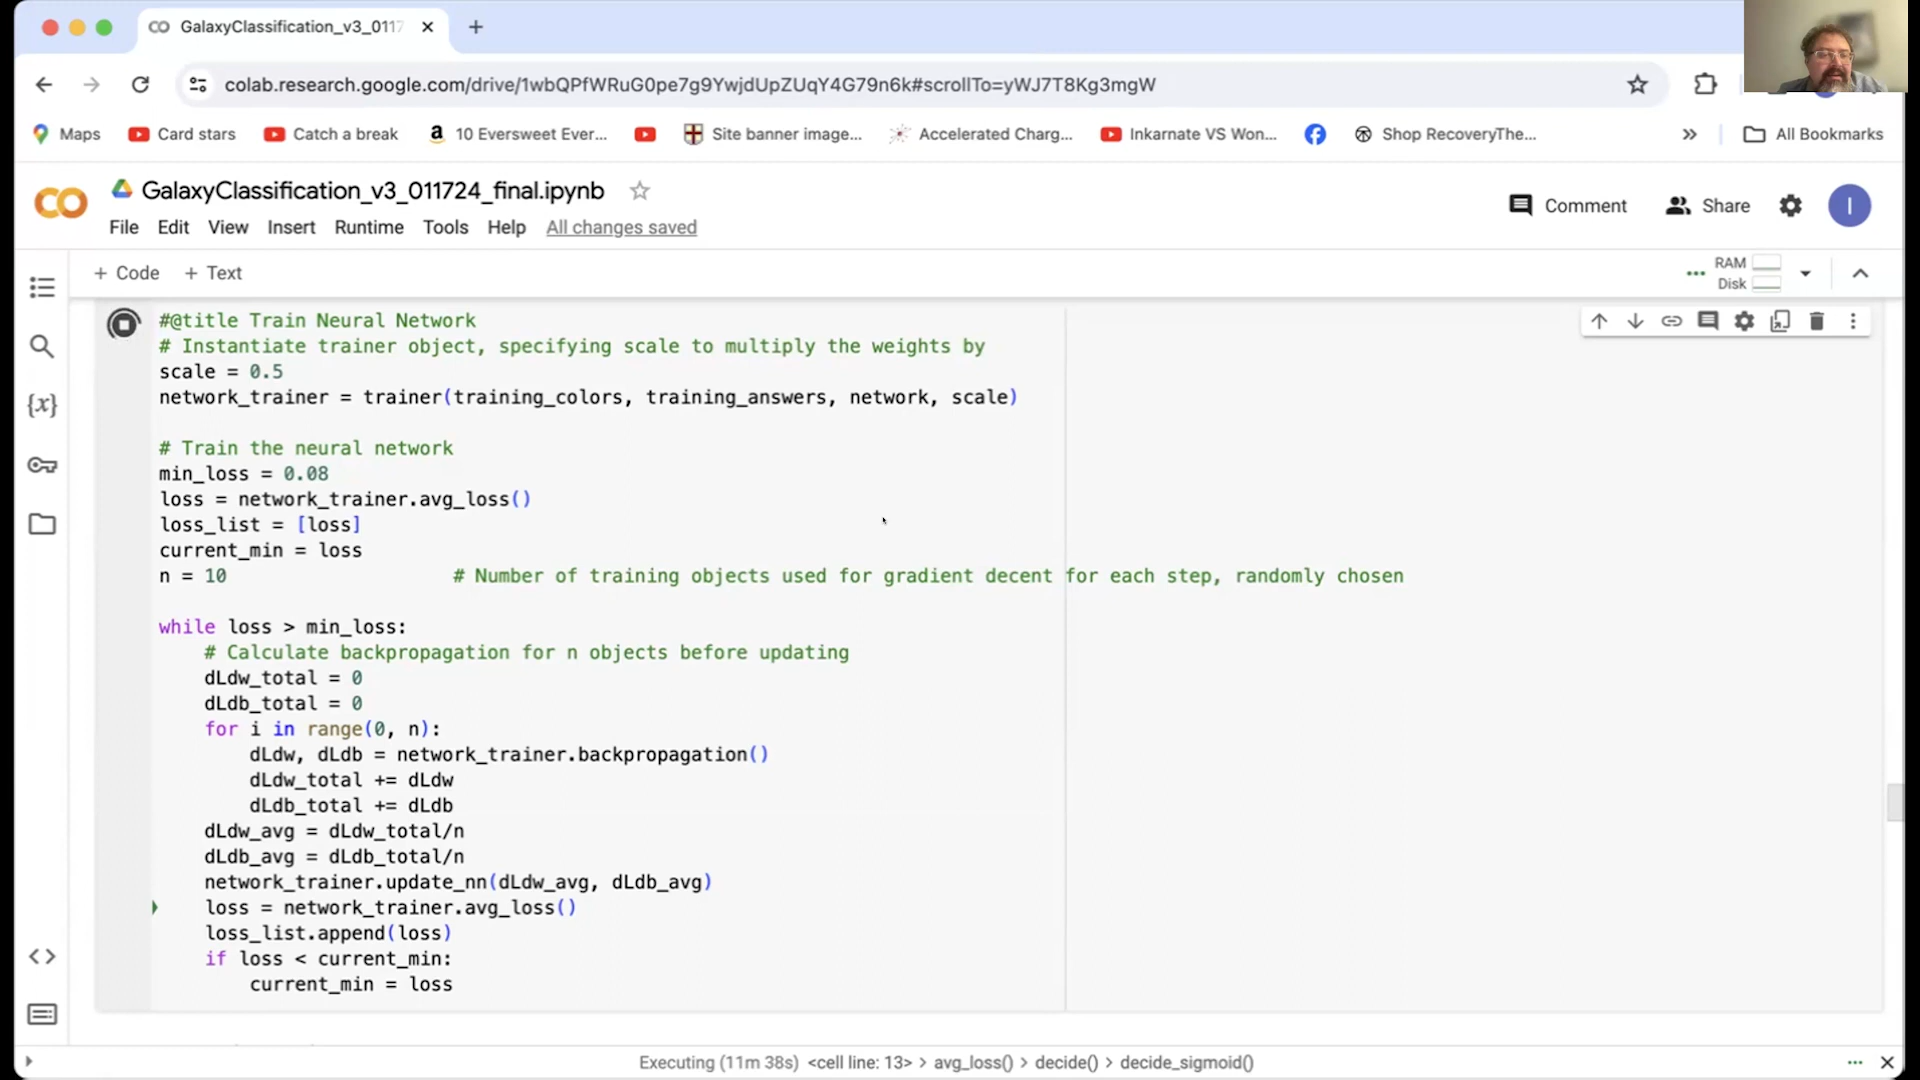 GalaxyClassification_v3_0117
colab.research.google.com/drive/1wbQPfWRuG0pe7g9YwjdUpZUqY4G79n6k#scrollTo=yWJ7T8Kg3mgW
Maps Card stars Catch a break 10 Eversweet Ever... Site banner image... Accelerated Charg... Inkarnate VS Won... Shop RecoveryThe... All Bookmarks
GalaxyClassification_v3_011724_final.ipynb
Comment Share I
File Edit View Insert Runtime Tools Help All changes saved
+ Code + Text
RAM
Disk
#@title Train Neural Network
# Instantiate trainer object, specifying scale to multiply the weights by
scale = 0.5
network_trainer = trainer(training_colors, training_answers, network, scale)
# Train the neural network
min_loss = 0.08
loss = network_trainer.avg_loss()
loss_list = [loss]
current_min = loss
n = 10 # Number of training objects used for gradient decent for each step, randomly chosen
while loss > min_loss:
# Calculate backpropagation for n objects before updating
dLdw_total = 0
dLdb_total = 0
for i in range(0, n):
dLdw, dLdb = network_trainer.backpropagation()
dLdw_total += dLdw
dLdb_total += dLdb
dLdw_avg = dLdw_total/n
dLdb_avg = dLdb_total/n
network_trainer.update_nn(dLdw_avg, dLdb_avg)
loss = network_trainer.avg_loss()
loss_list.append(loss)
if loss < current_min:
current_min = loss
Executing (11m 38s) <cell line: 13> > avg_loss() > decide() > decide_sigmoid()